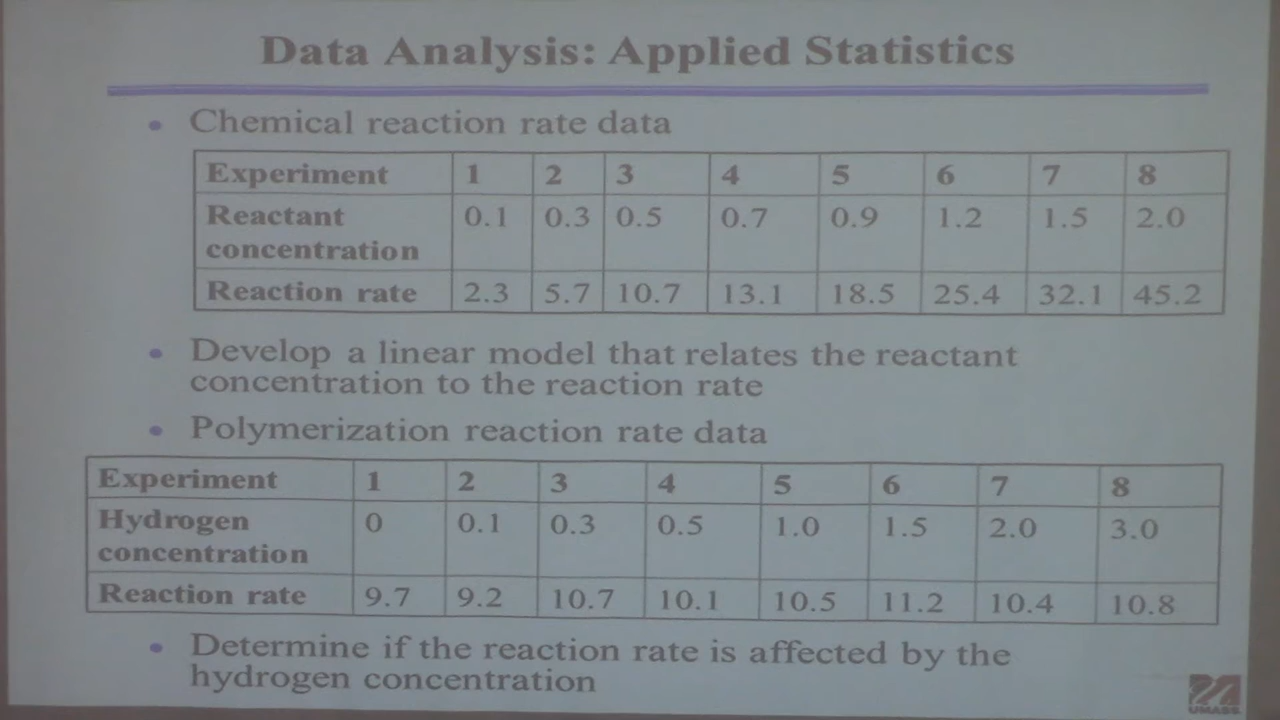 Data Analysis: Applied Statistics
• Chemical reaction rate data
Experiment 1 2 3 4 5 6 7 8
Reactant concentration 0.1 0.3 0.5 0.7 0.9 1.2 1.5 2.0
Reaction rate 2.3 5.7 10.7 13.1 18.5 25.4 32.1 45.2
• Develop a linear model that relates the reactant
concentration to the reaction rate
• Polymerization reaction rate data
Experiment 1 2 3 4 5 6 7 8
Hydrogen concentration 0 0.1 0.3 0.5 1.0 1.5 2.0 3.0
Reaction rate 9.7 9.2 10.7 10.1 10.5 11.2 10.4 10.8
• Determine if the reaction rate is affected by the
hydrogen concentration
UMASS